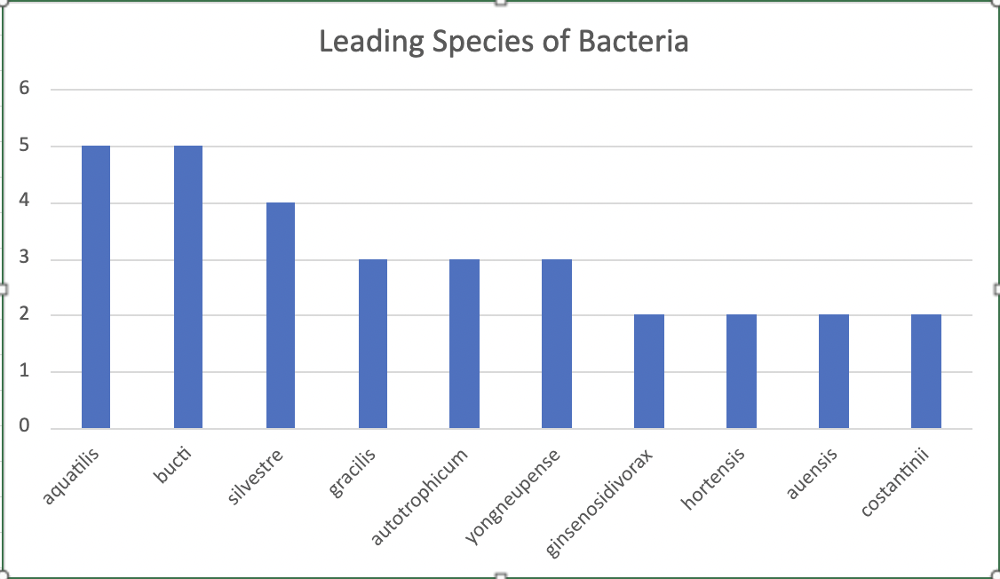 Leading Species of Bacteria
6
5
4
3
2
1
0
aquatilis
bucti
silvestre
gracilis
autotrophicum
yongneupense
ginsenosidivorax
hortensis
auensis
costantinii